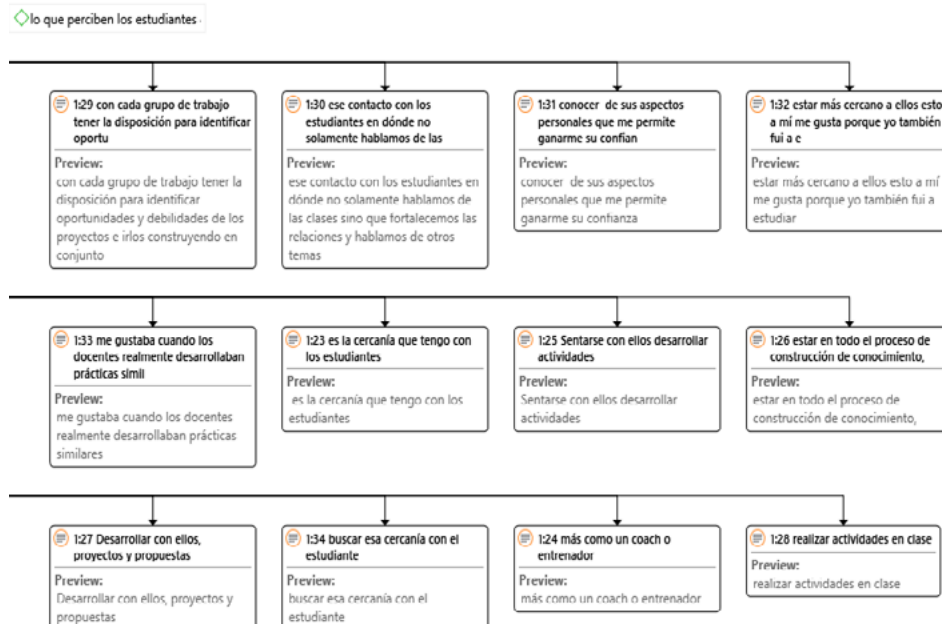 lo que perciben los estudiantes
1:29 con cada grupo de trabajo
tener la disposición para identificar
oportu
Preview:
con cada grupo de trabajo tener la
disposición para identificar
oportunidades y debilidades de los
proyectos e irlos construyendo en
conjunto
1:30 ese contacto con los
estudiantes en dónde no
solamente hablamos de las
Preview:
ese contacto con los estudiantes en
dónde no solamente hablamos de
las clases sino que fortalecemos las
relaciones y hablamos de otros
temas
1:31 conocer de sus aspectos
personales que me permite
ganarme su confian
Preview:
conocer de sus aspectos
personales que me permite
ganarme su confianza
1:32 estar más cercano a ellos esto
a mí me gusta porque yo también
fui a e
Preview:
estar más cercano a ellos esto a mí
me gusta porque yo también fui a
estudiar
1:33 me gustaba cuando los
docentes realmente desarrollaban
prácticas simil
Preview:
me gustaba cuando los docentes
realmente desarrollaban prácticas
similares
1:23 es la cercanía que tengo con
los estudiantes
Preview:
es la cercanía que tengo con los
estudiantes
1:25 Sentarse con ellos desarrollar
actividades
Preview:
Sentarse con ellos desarrollar
actividades
1:26 estar en todo el proceso de
construcción de conocimiento,
Preview:
estar en todo el proceso de
construcción de conocimiento,
1:27 Desarrollar con ellos,
proyectos y propuestas
Preview:
Desarrollar con ellos, proyectos y
propuestas
1:34 buscar esa cercanía con el
estudiante
Preview:
buscar esa cercanía con el
estudiante
1:24 más como un coach o
entrenador
Preview:
más como un coach o entrenador
1:28 realizar actividades en clase
Preview:
realizar actividades en clase